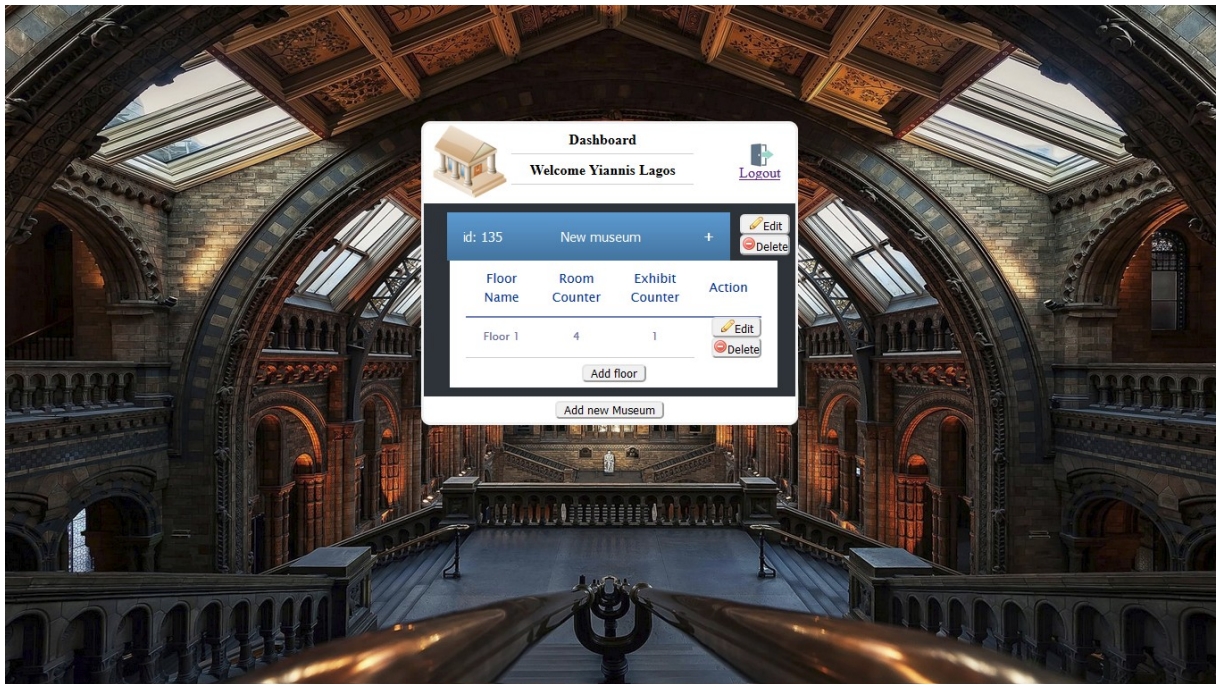 Dashboard
Welcome Yiannis Lagos
Logout
id: 135 New museum +
Edit
Delete
Floor Name Room Counter Exhibit Counter Action
Floor 1 4 1
Edit
Delete
Add floor
Add new Museum